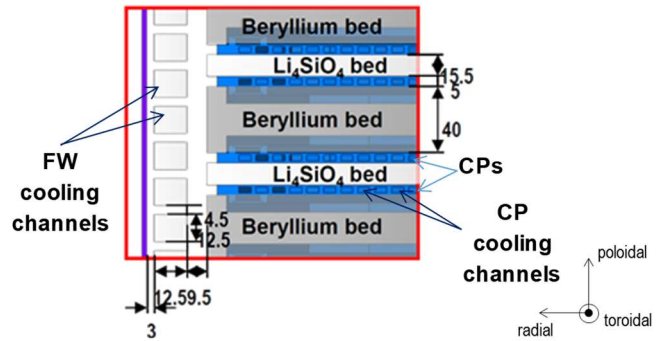 Beryllium bed
Li₄SiO₄ bed
15.5
5
Beryllium bed
40
FW
cooling
channels
CPs
Li₄SiO₄ bed
CP
cooling
channels
4.5
12.5
Beryllium bed
12.5
9.5
3
poloidal
radial
toroidal